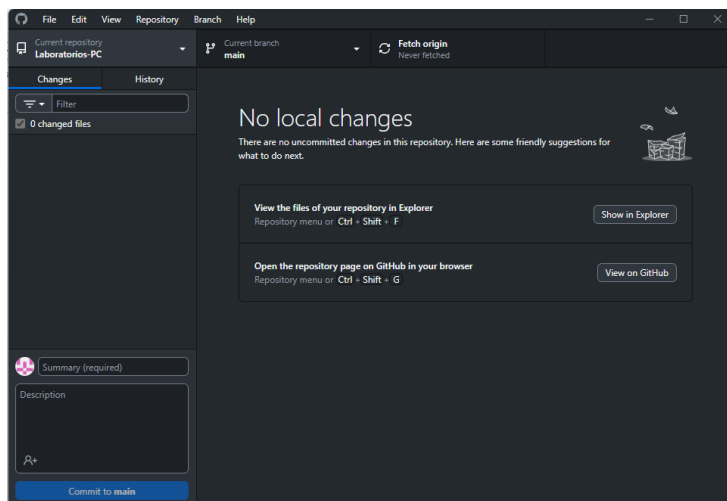 File Edit View Repository Branch Help
Current repository
Laboratorios-PC
Current branch
main
Fetch origin
Never fetched
Changes History
Filter
0 changed files
No local changes
There are no uncommitted changes in this repository. Here are some friendly suggestions for
what to do next.
View the files of your repository in Explorer
Repository menu or Ctrl + Shift + F
Show in Explorer
Open the repository page on GitHub in your browser
Repository menu or Ctrl + Shift + G
View on GitHub
Summary (required)
Description
Commit to main